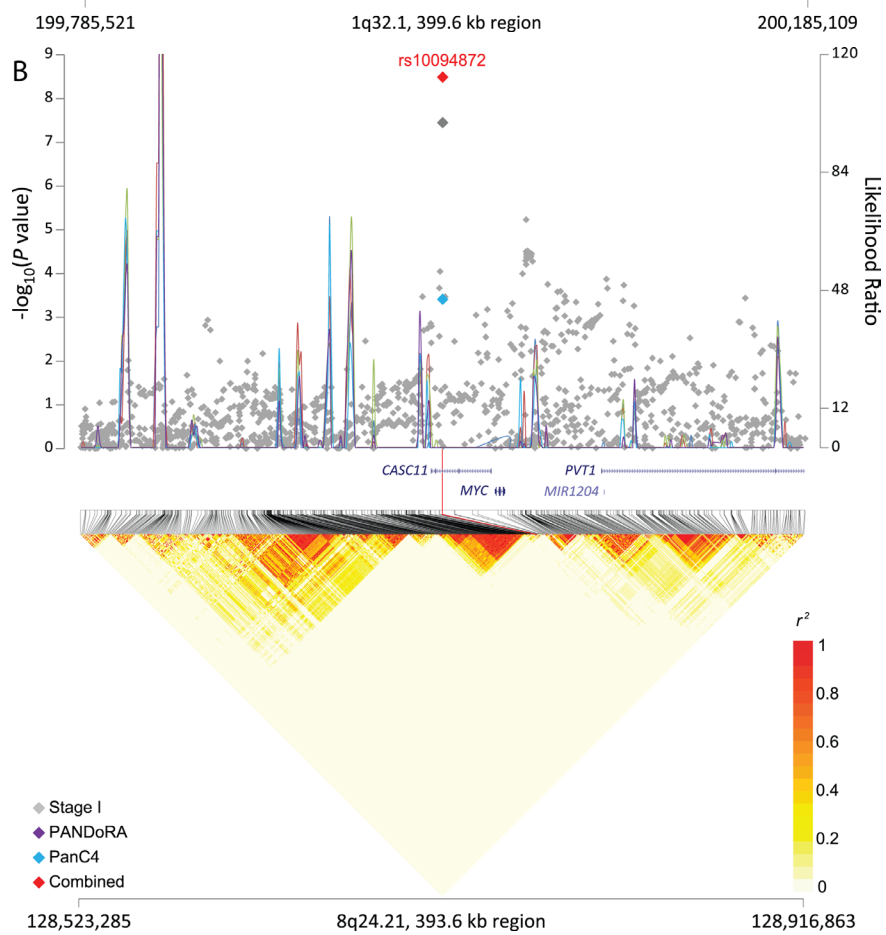 199,785,521 1q32.1, 399.6 kb region 200,185,109
B
rs10094872
9
8
7
6
5
4
3
2
1
0
-log10(P value)
120
84
48
12
0
Likelihood Ratio
CASC11
PVT1
MYC
MIR1204
r²
1
0.8
0.6
0.4
0.2
0
Stage I
PANDoRA
PanC4
Combined
128,523,285 8q24.21, 393.6 kb region 128,916,863